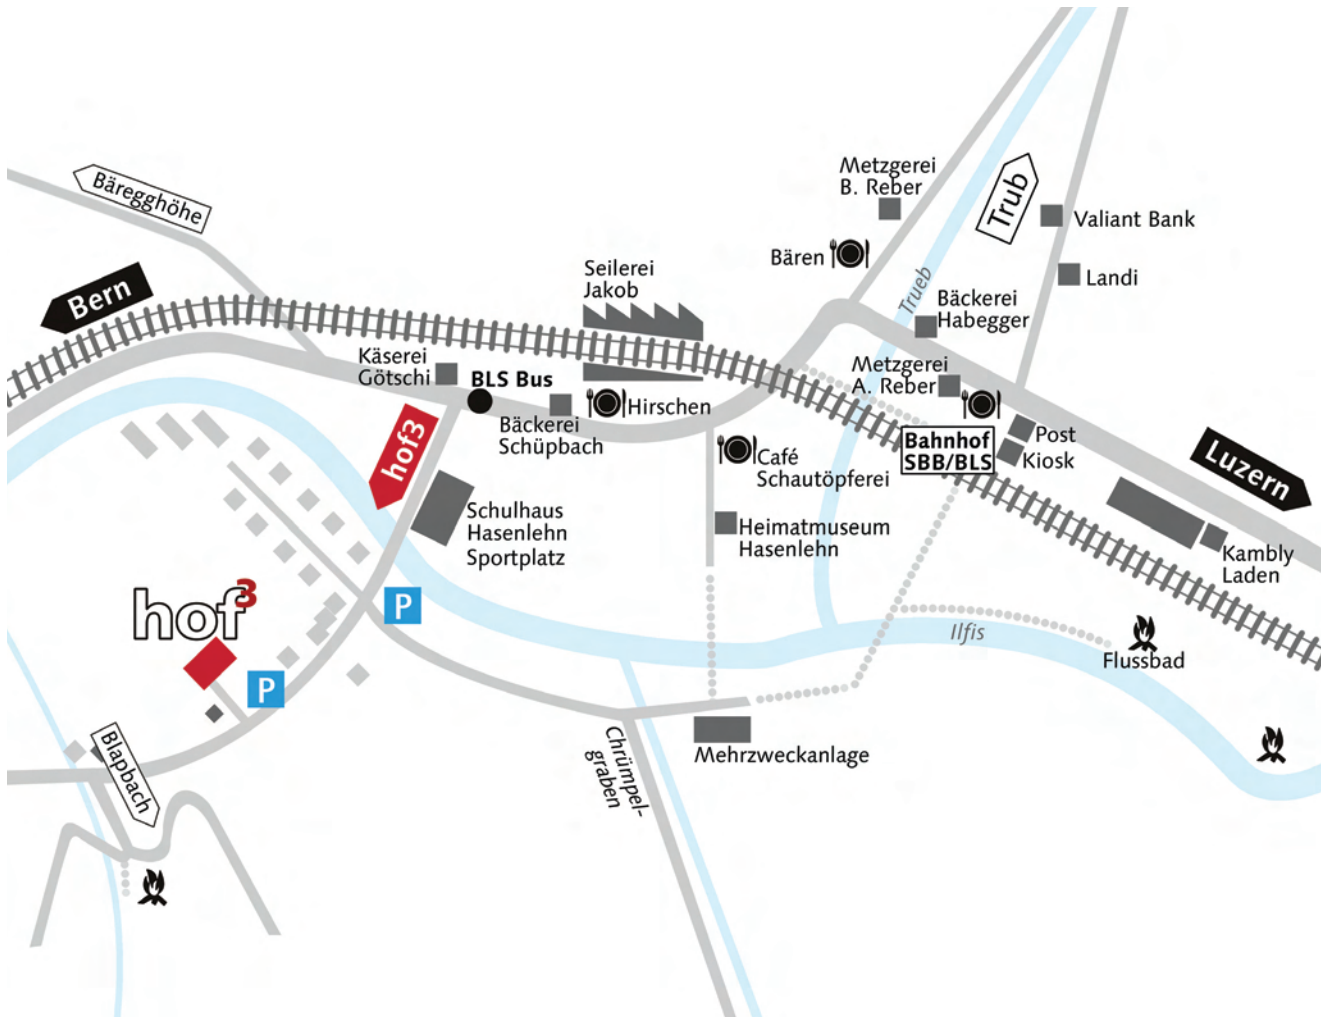 Metzgerei
B. Reber
Bäregghöhe
Trub
Valiant Bank
Bären
Seilerei
Jakob
Trueb
Landi
Bern
Bäckerei
Habegger
Käserei
Götschi
BLS Bus
Metzgerei
A. Reber
Hirschen
Bäckerei
Schüpbach
hof3
Bahnhof
SBB/BLS
Post
Kiosk
Café
Schautöpferei
Luzern
Schulhaus
Hasenlehn
Sportplatz
Heimatmuseum
Hasenlehn
Kambly
Laden
hof3
P
Ilfis
Flussbad
P
Blapbach
Chrümpel-
graben
Mehrzweckanlage